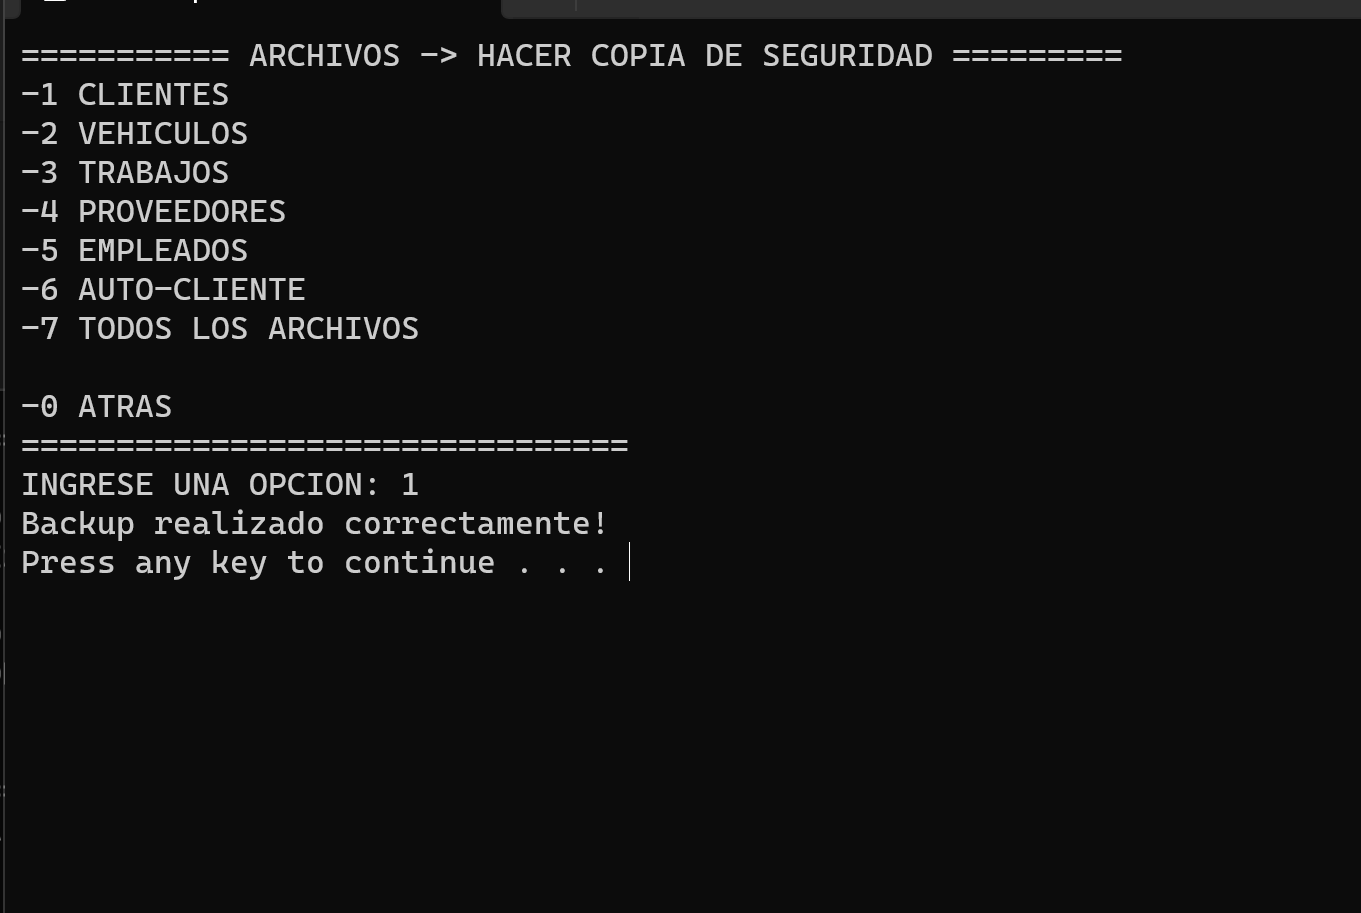 =========== ARCHIVOS -> HACER COPIA DE SEGURIDAD =========
-1 CLIENTES
-2 VEHICULOS
-3 TRABAJOS
-4 PROVEEDORES
-5 EMPLEADOS
-6 AUTO-CLIENTE
-7 TODOS LOS ARCHIVOS
-0 ATRAS
================================
INGRESE UNA OPCION: 1
Backup realizado correctamente!
Press any key to continue . . .